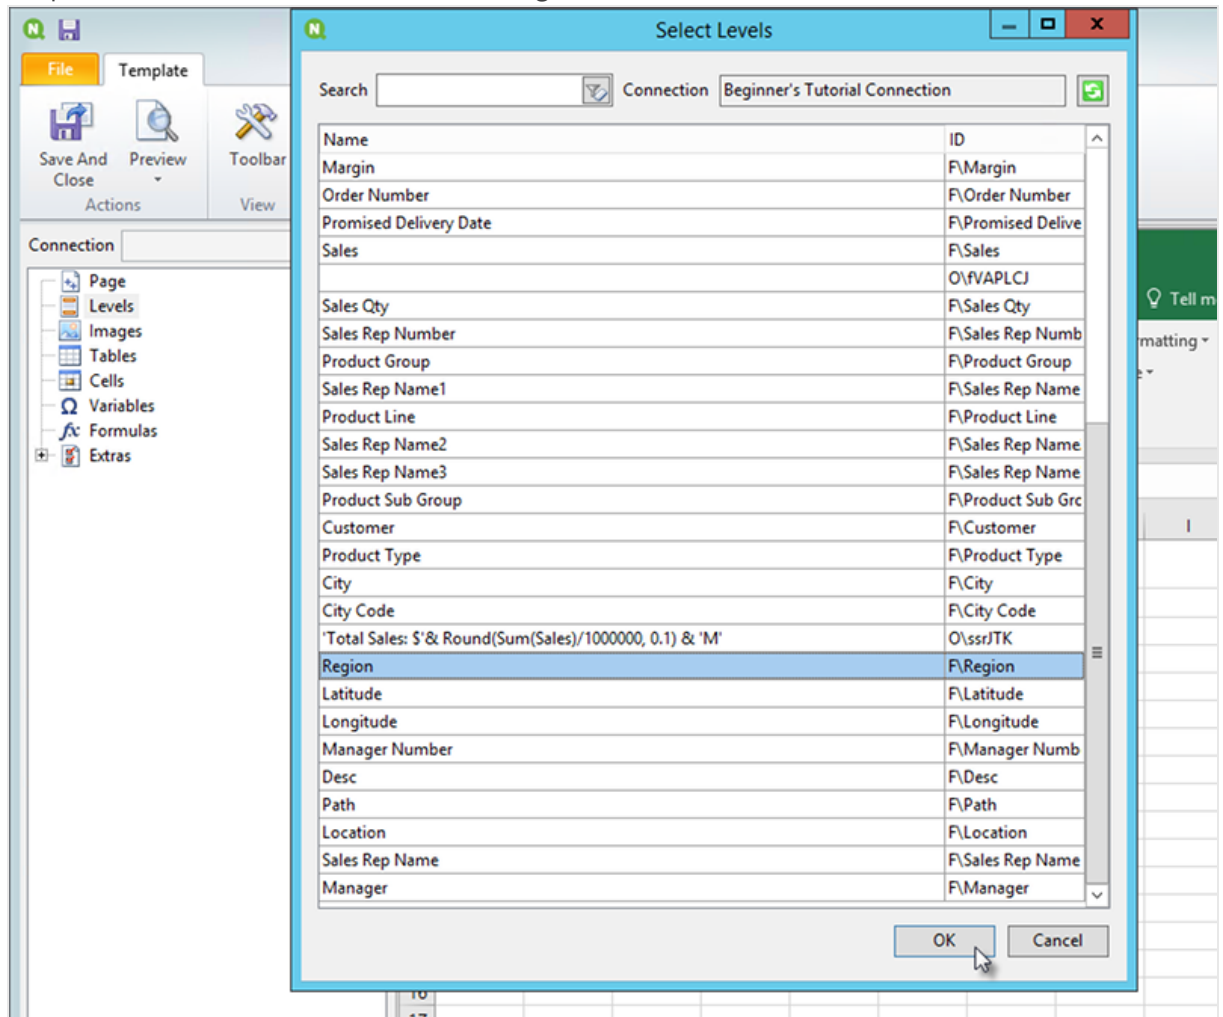 Select Levels
File Template
Search Connection Beginner's Tutorial Connection
Save And Close
Preview
Toolbar
Actions
View
Connection
Page
Levels
Images
Tables
Cells
Variables
fx Formulas
Extras
Name ID
Margin F\Margin
Order Number F\Order Number
Promised Delivery Date F\Promised Delive
Sales F\Sales
O\fVAPLCJ
Sales Qty F\Sales Qty
Sales Rep Number F\Sales Rep Numb
Product Group F\Product Group
Sales Rep Name1 F\Sales Rep Name
Product Line F\Product Line
Sales Rep Name2 F\Sales Rep Name
Sales Rep Name3 F\Sales Rep Name
Product Sub Group F\Product Sub Grc
Customer F\Customer
Product Type F\Product Type
City F\City
City Code F\City Code
'Total Sales: $'& Round(Sum(Sales)/1000000, 0.1) & 'M' O\ssrJTK
Region F\Region
Latitude F\Latitude
Longitude F\Longitude
Manager Number F\Manager Numb
Desc F\Desc
Path F\Path
Location F\Location
Sales Rep Name F\Sales Rep Name
Manager F\Manager
OK Cancel
Tell m
matting
I